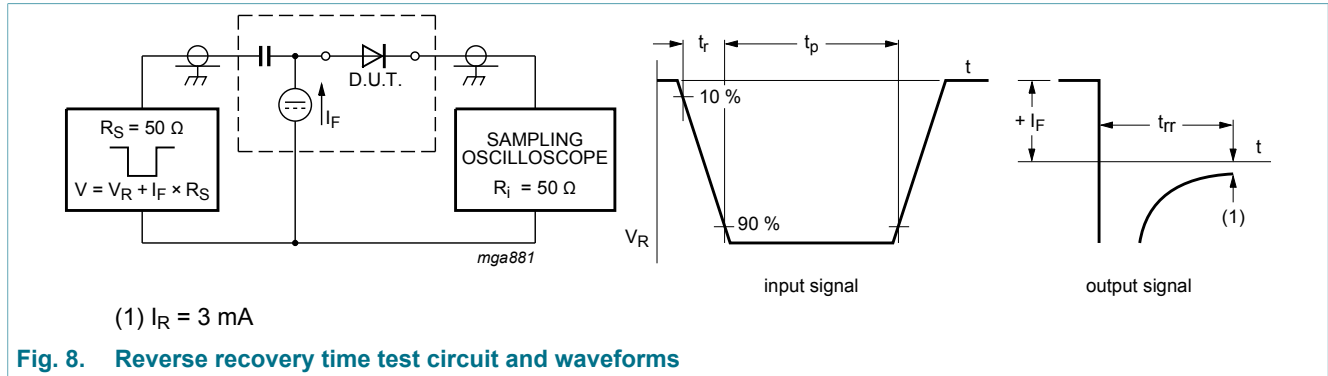 D.U.T.
I_F
R_S = 50 Ω
V = V_R + I_F × R_S
SAMPLING
OSCILLOSCOPE
R_i = 50 Ω
mga881
t_r
t_p
t
10 %
90 %
V_R
input signal
+ I_F
t_rr
t
(1)
output signal
(1) I_R = 3 mA
Fig. 8. Reverse recovery time test circuit and waveforms